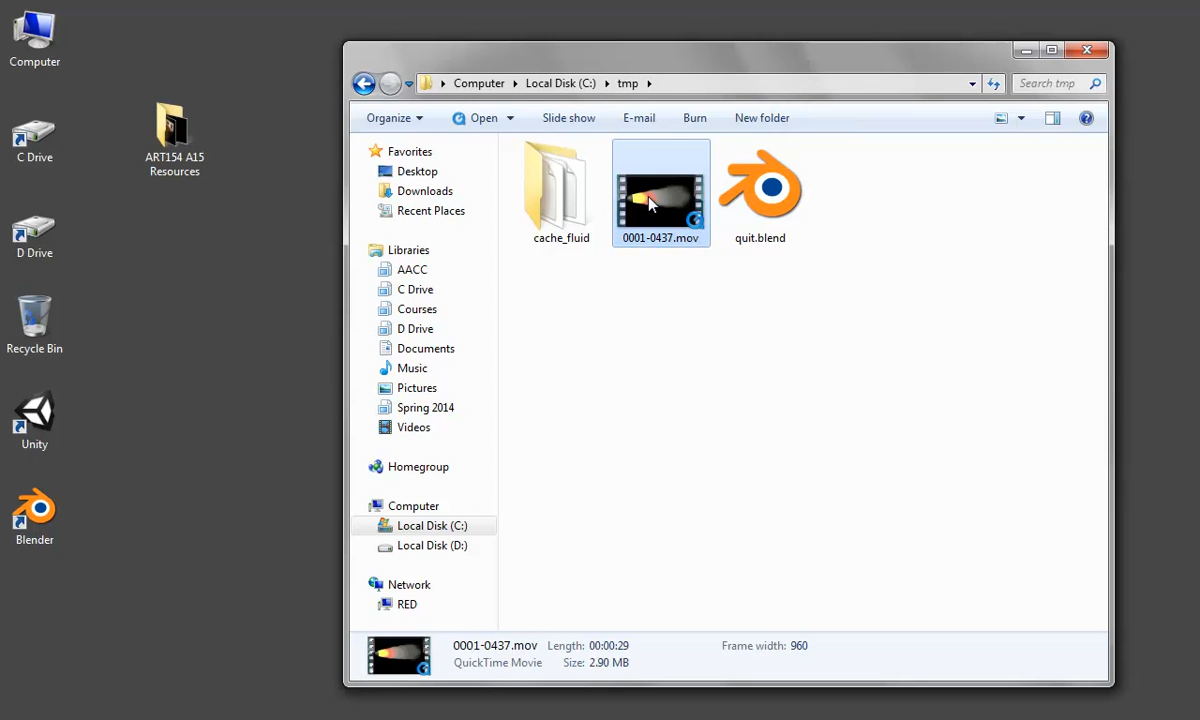 Computer
C Drive
D Drive
Recycle Bin
Unity
Blender
ART154 A15
Resources
Computer Local Disk (C:) tmp
Search tmp
Organize Open Slide show E-mail Burn New folder
Favorites
Desktop
Downloads
Recent Places
Libraries
AACC
C Drive
Courses
D Drive
Documents
Music
Pictures
Spring 2014
Videos
Homegroup
Computer
Local Disk (C:)
Local Disk (D:)
Network
RED
cache_fluid
0001-0437.mov
quit.blend
0001-0437.mov Length: 00:00:29 Frame width: 960
QuickTime Movie Size: 2.90 MB